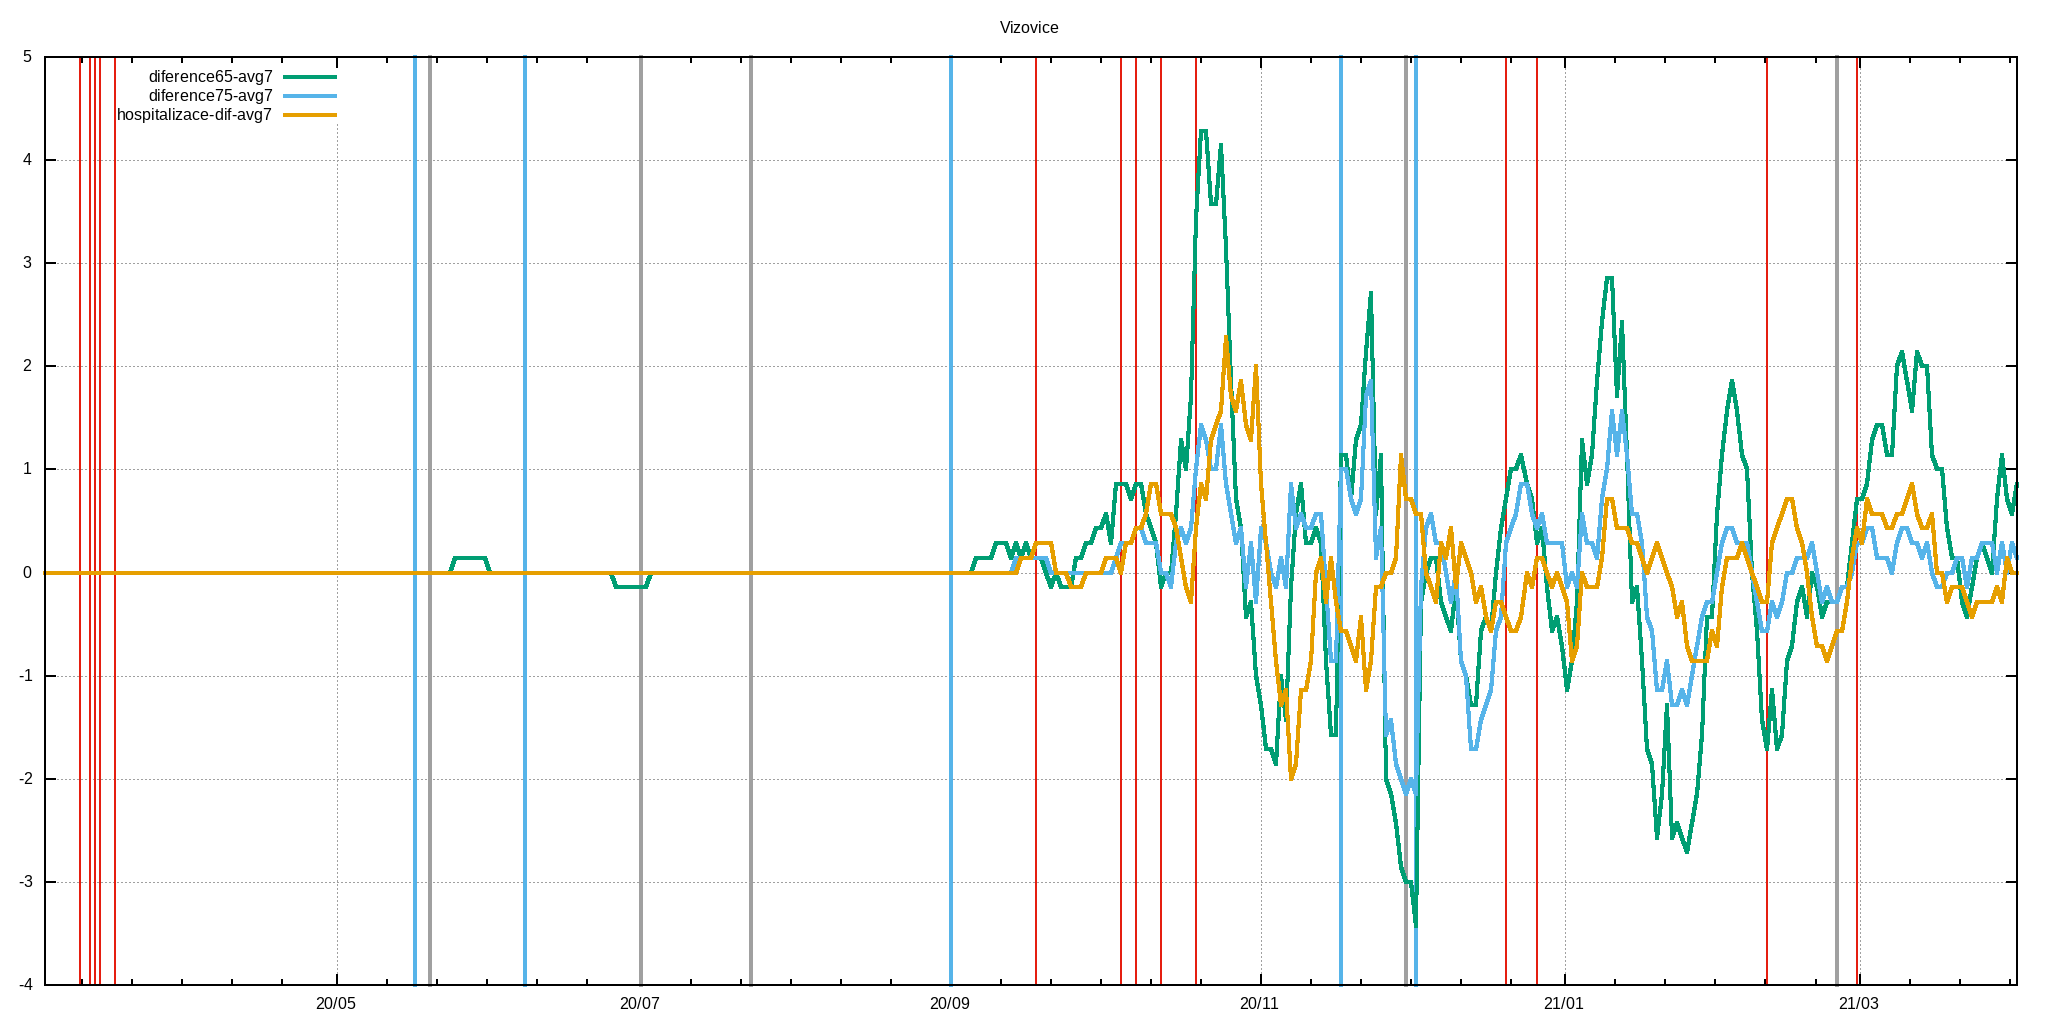 Vizovice
5
diference65-avg7
diference75-avg7
hospitalizace-dif-avg7
4
3
2
1
0
-1
-2
-3
-4
20/05 20/07 20/09 20/11 21/01 21/03